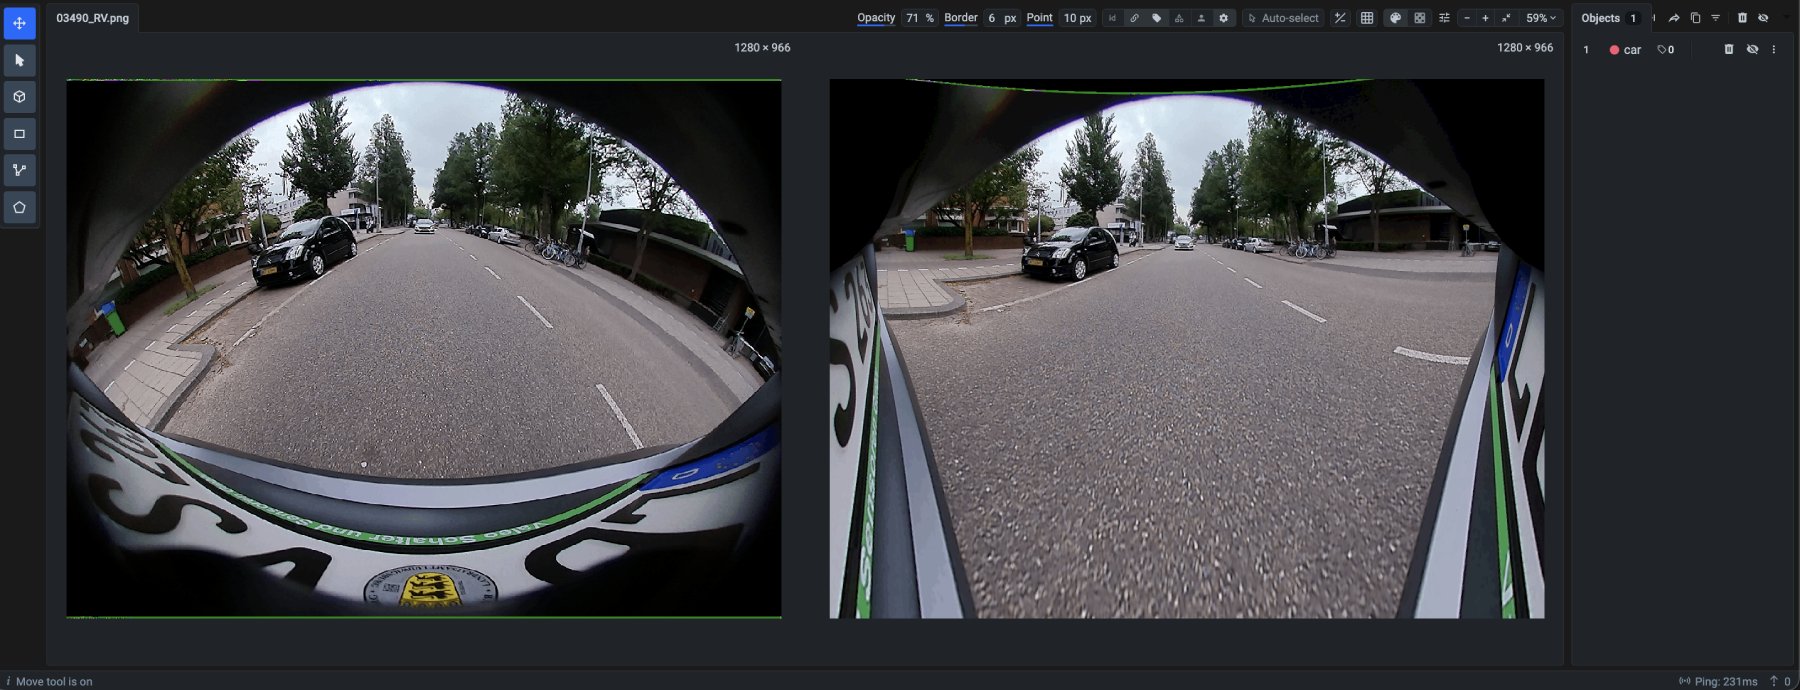 03490_RV.png
Opacity 71 % Border 6 px Point 10 px Id Auto-select 59%
Objects 1
1280 × 966
1280 × 966
1 car 0
Valeo Schalter und
Move tool is on
Ping: 231ms 0